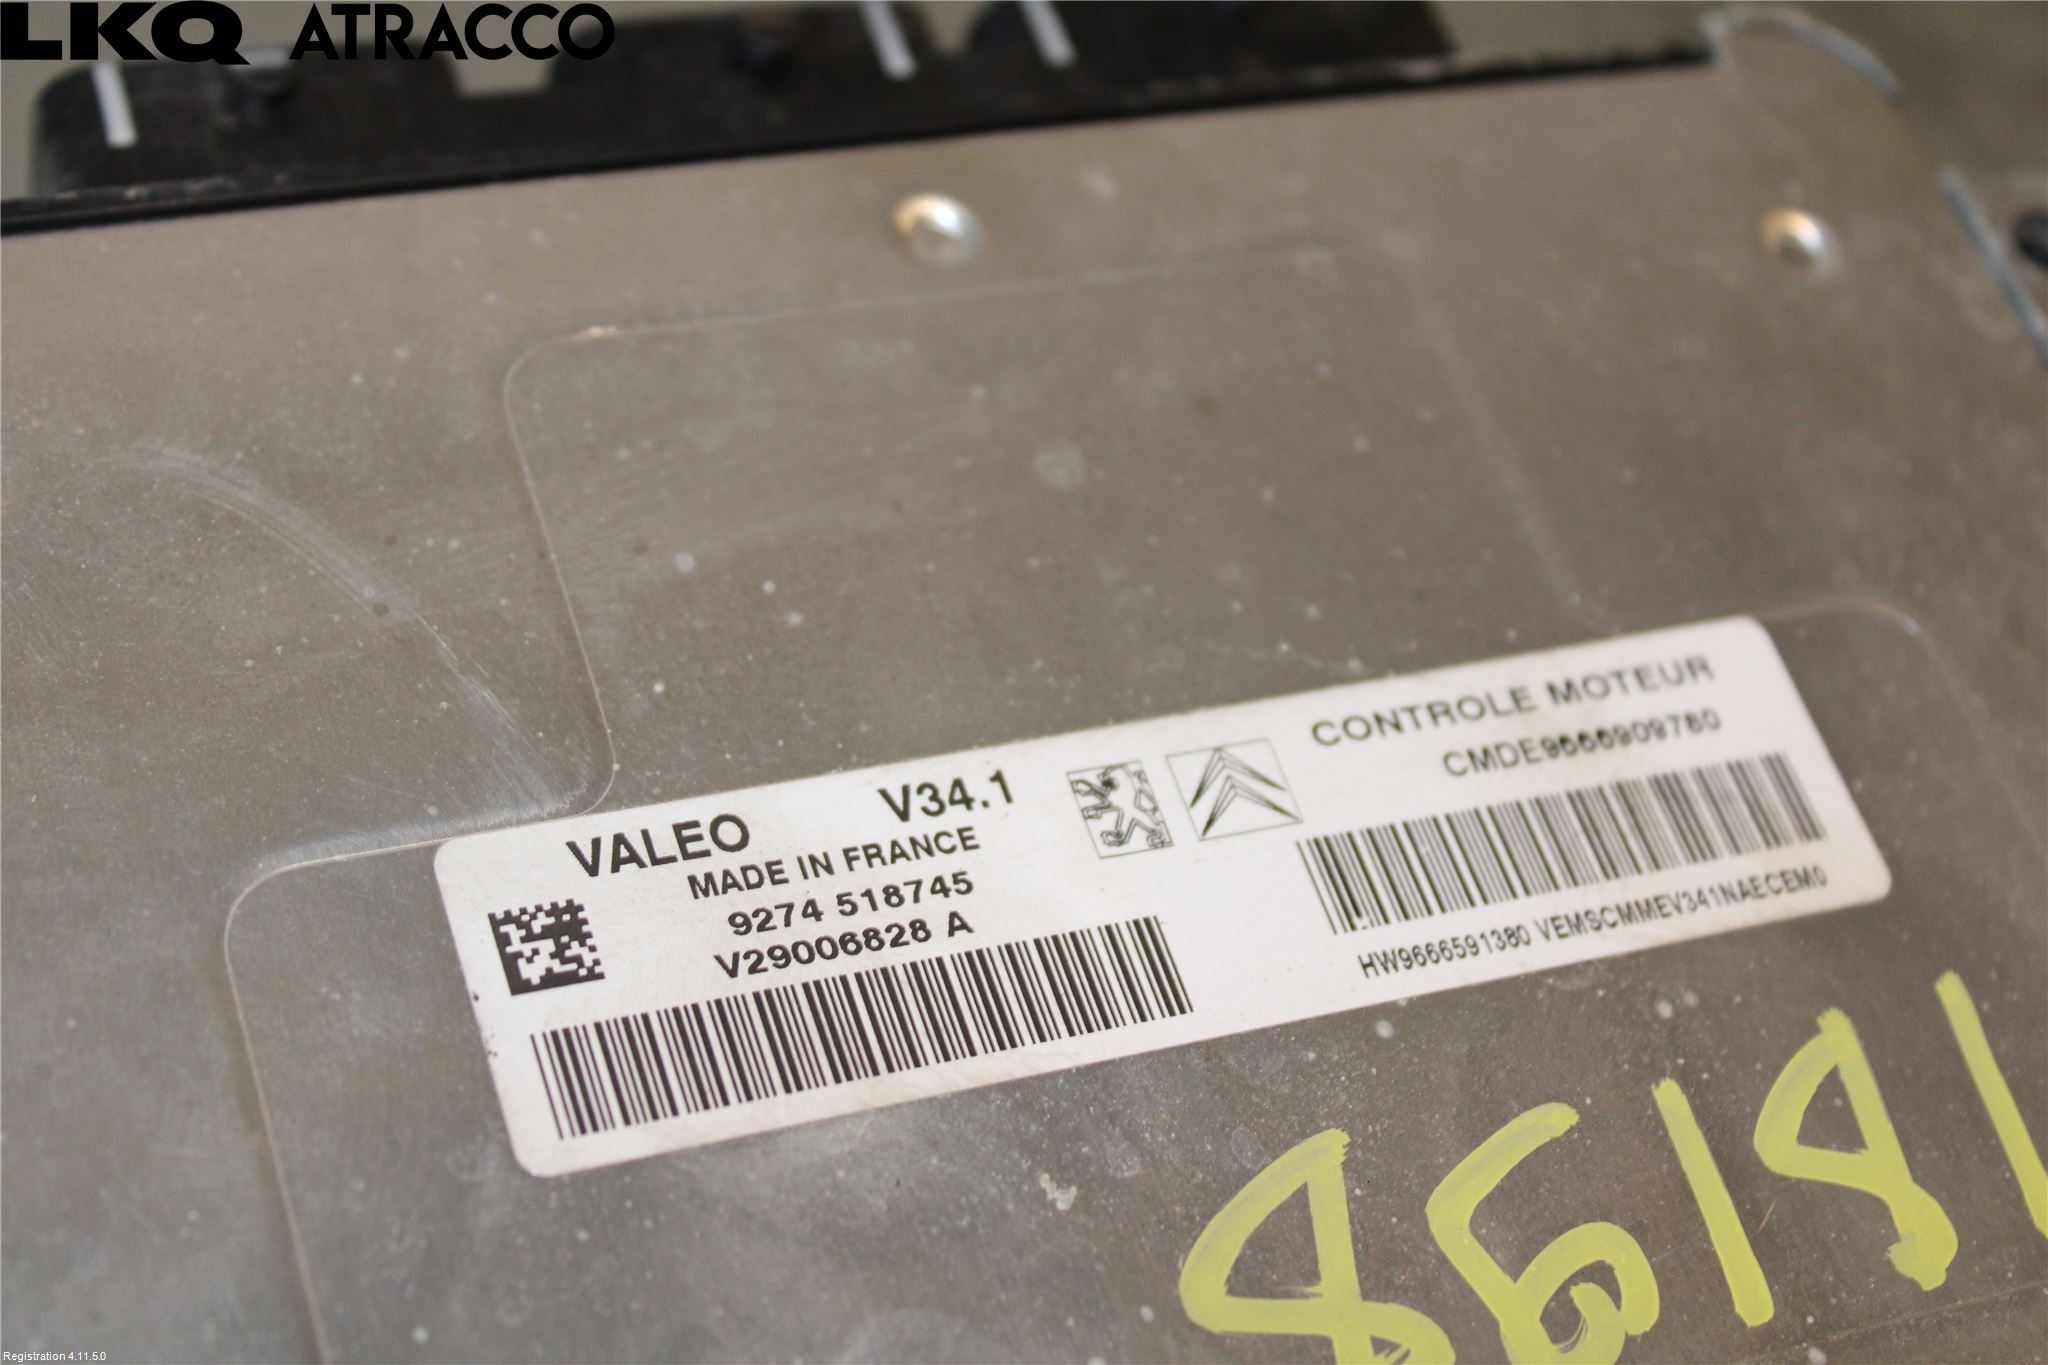 LKQ ATRACCO
VALEO V34.1
MADE IN FRANCE
9274 518745
V29006828 A
CONTROLE MOTEUR
CMDE9666909780
HW9666591380 VEMSCMMEV341NAECEM0
Registration 4.11.5.0